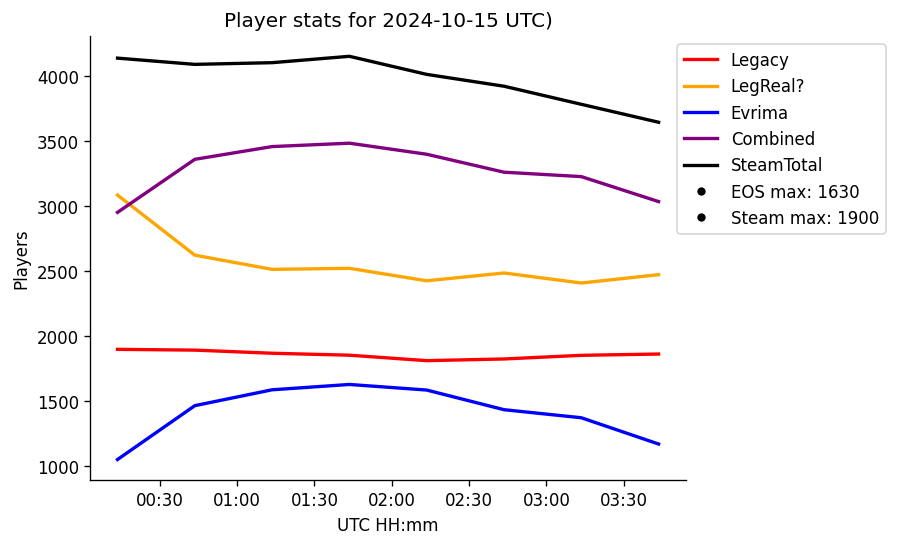 Player stats for 2024-10-15 UTC)
Legacy
LegReal?
Evrima
Combined
SteamTotal
EOS max: 1630
Steam max: 1900
Players
4000
3500
3000
2500
2000
1500
1000
00:30 01:00 01:30 02:00 02:30 03:00 03:30
UTC HH:mm